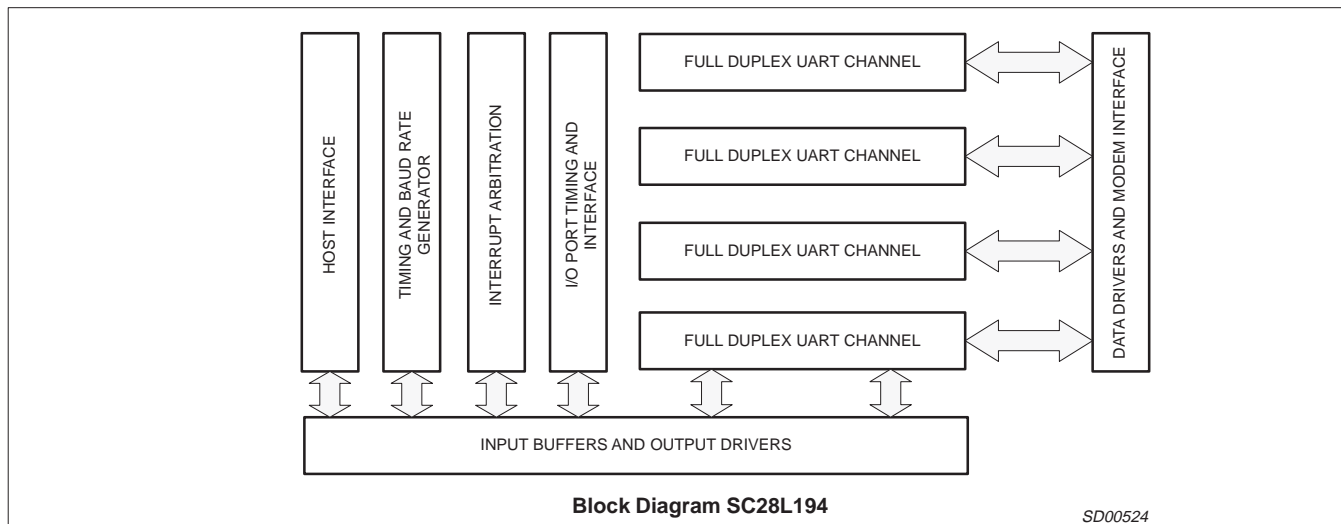 HOST INTERFACE
TIMING AND BAUD RATE
GENERATOR
INTERRUPT ARBITRATION
I/O PORT TIMING AND
INTERFACE
FULL DUPLEX UART CHANNEL
FULL DUPLEX UART CHANNEL
FULL DUPLEX UART CHANNEL
FULL DUPLEX UART CHANNEL
DATA DRIVERS AND MODEM INTERFACE
INPUT BUFFERS AND OUTPUT DRIVERS
Block Diagram SC28L194
SD00524